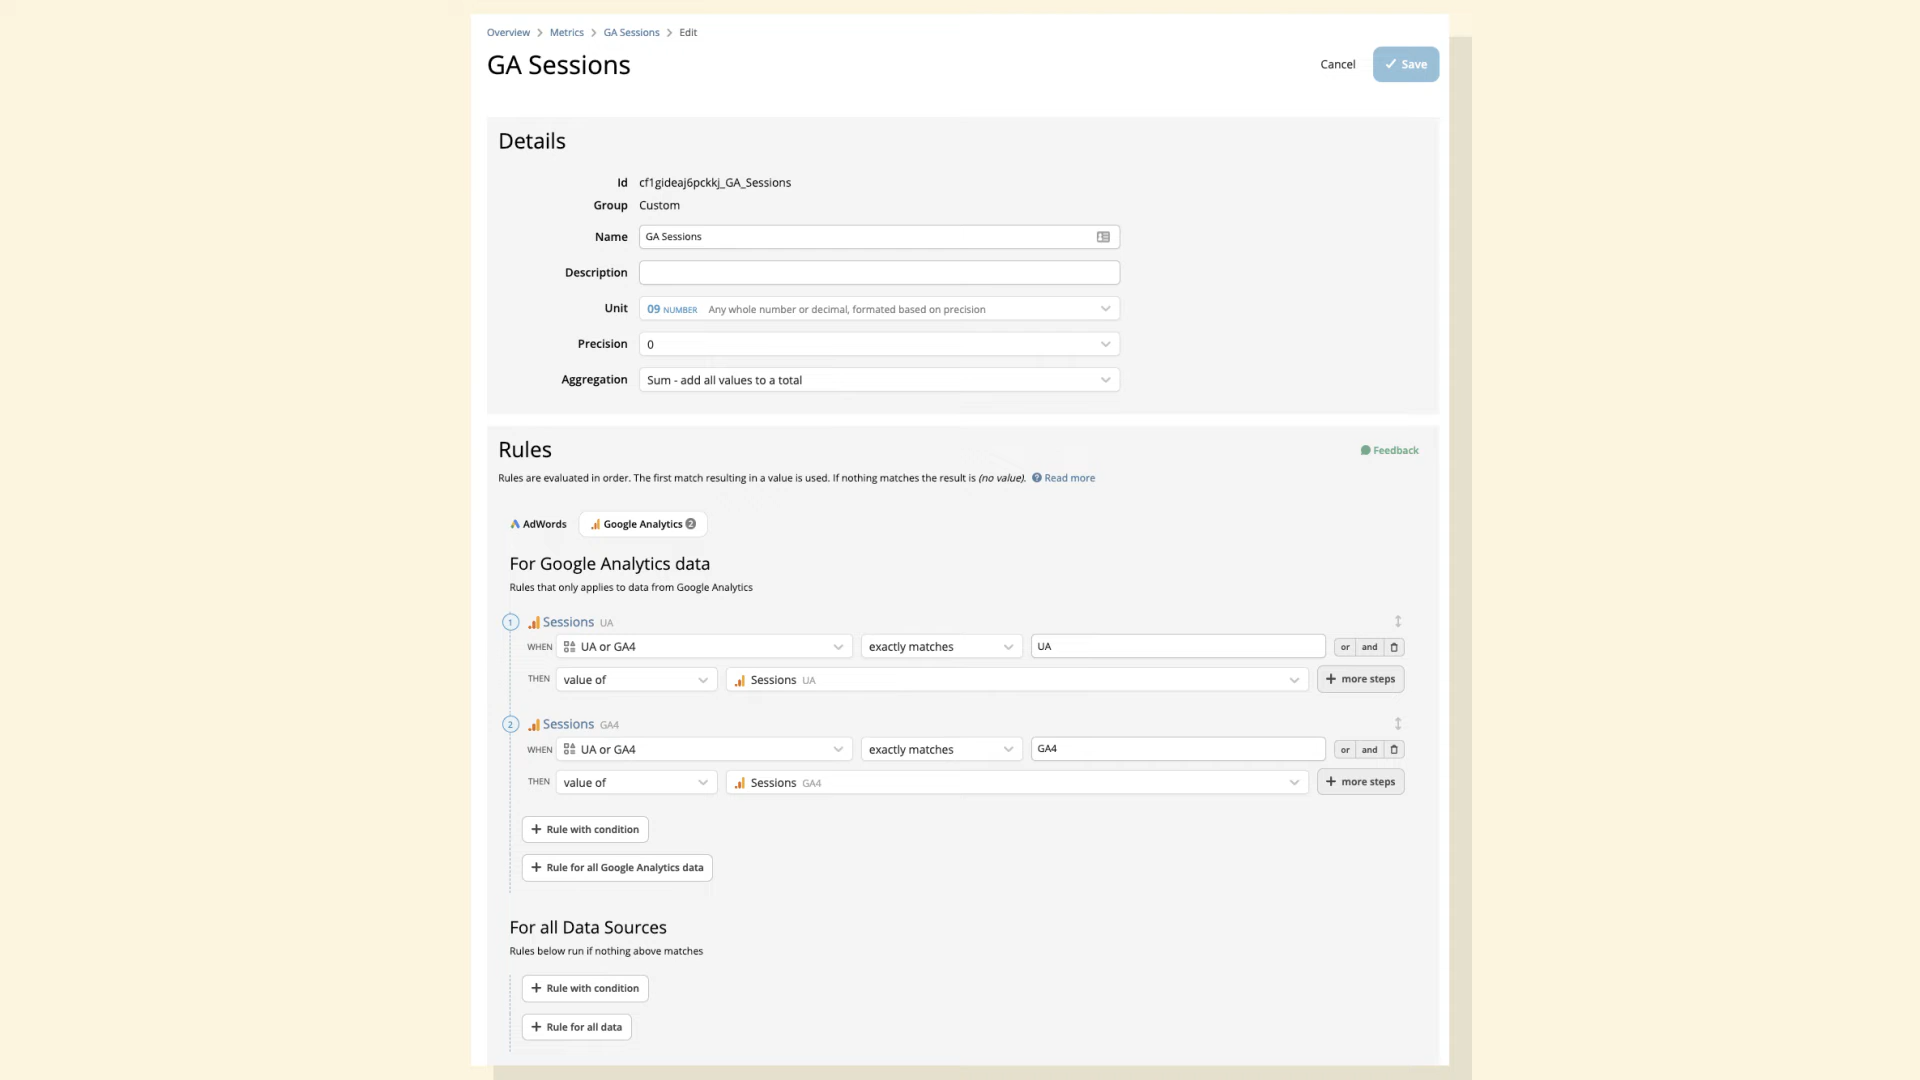 Overview > Metrics > GA Sessions > Edit
GA Sessions
Cancel
Save
Details
Id cf1gideaj6pckkj_GA_Sessions
Group Custom
Name GA Sessions
Description
Unit 09 NUMBER Any whole number or decimal, formated based on precision
Precision 0
Aggregation Sum - add all values to a total
Rules
Feedback
Rules are evaluated in order. The first match resulting in a value is used. If nothing matches the result is (no value). Read more
AdWords Google Analytics 2
For Google Analytics data
Rules that only applies to data from Google Analytics
1 Sessions UA
WHEN UA or GA4 exactly matches UA or and
THEN value of Sessions UA + more steps
2 Sessions GA4
WHEN UA or GA4 exactly matches GA4 or and
THEN value of Sessions GA4 + more steps
+ Rule with condition
+ Rule for all Google Analytics data
For all Data Sources
Rules below run if nothing above matches
+ Rule with condition
+ Rule for all data